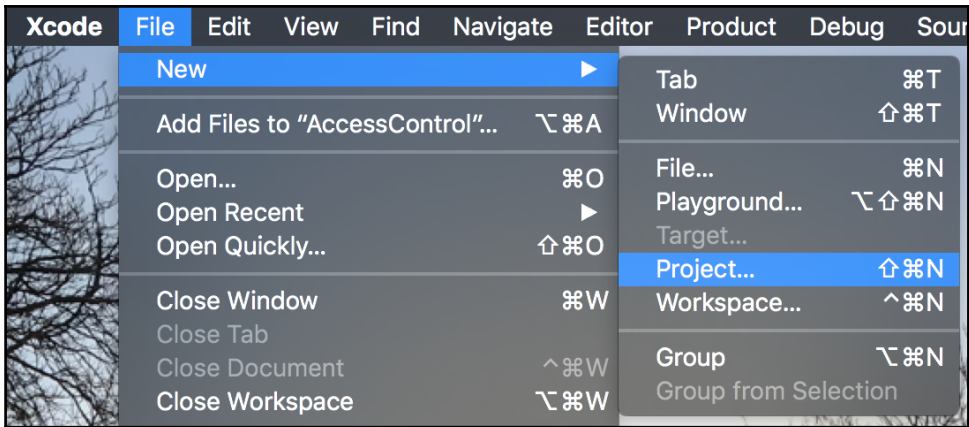 Xcode File Edit View Find Navigate Editor Product Debug Sour
New ▶
Add Files to “AccessControl”... ⌥⌘A
Open... ⌘O
Open Recent ▶
Open Quickly... ⇧⌘O
Close Window ⌘W
Close Tab
Close Document ^⌘W
Close Workspace ⌥⌘W
Tab ⌘T
Window ⇧⌘T
File... ⌘N
Playground... ⌥⇧⌘N
Target...
Project... ⇧⌘N
Workspace... ^⌘N
Group ⌥⌘N
Group from Selection